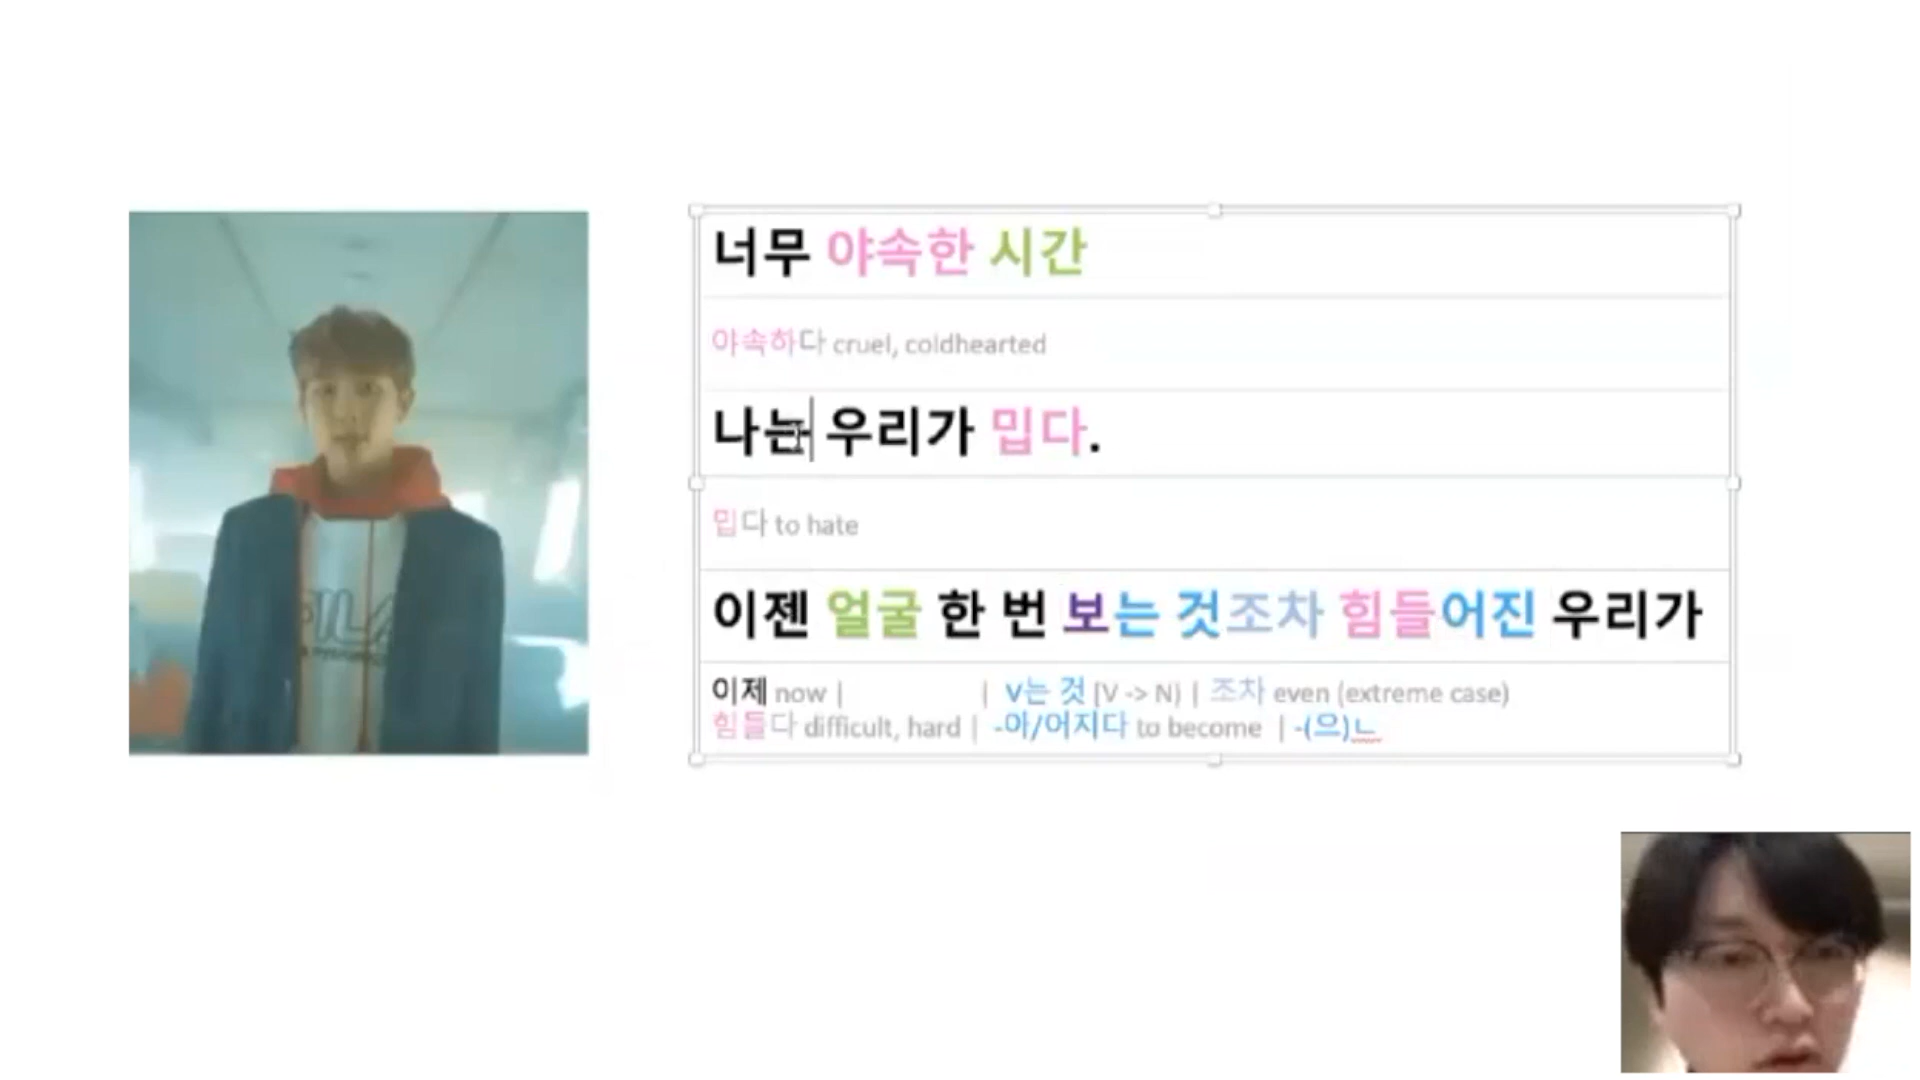 너무 야속한 시간
야속하다 cruel, coldhearted
나는 우리가 밉다.
밉다 to hate
이젠 얼굴 한 번 보는 것조차 힘들어진 우리가
이제 now | | V는 것 [V -> N) | 조차 even (extreme case)
힘들다 difficult, hard | -아/어지다 to become | -(으)ㄴ